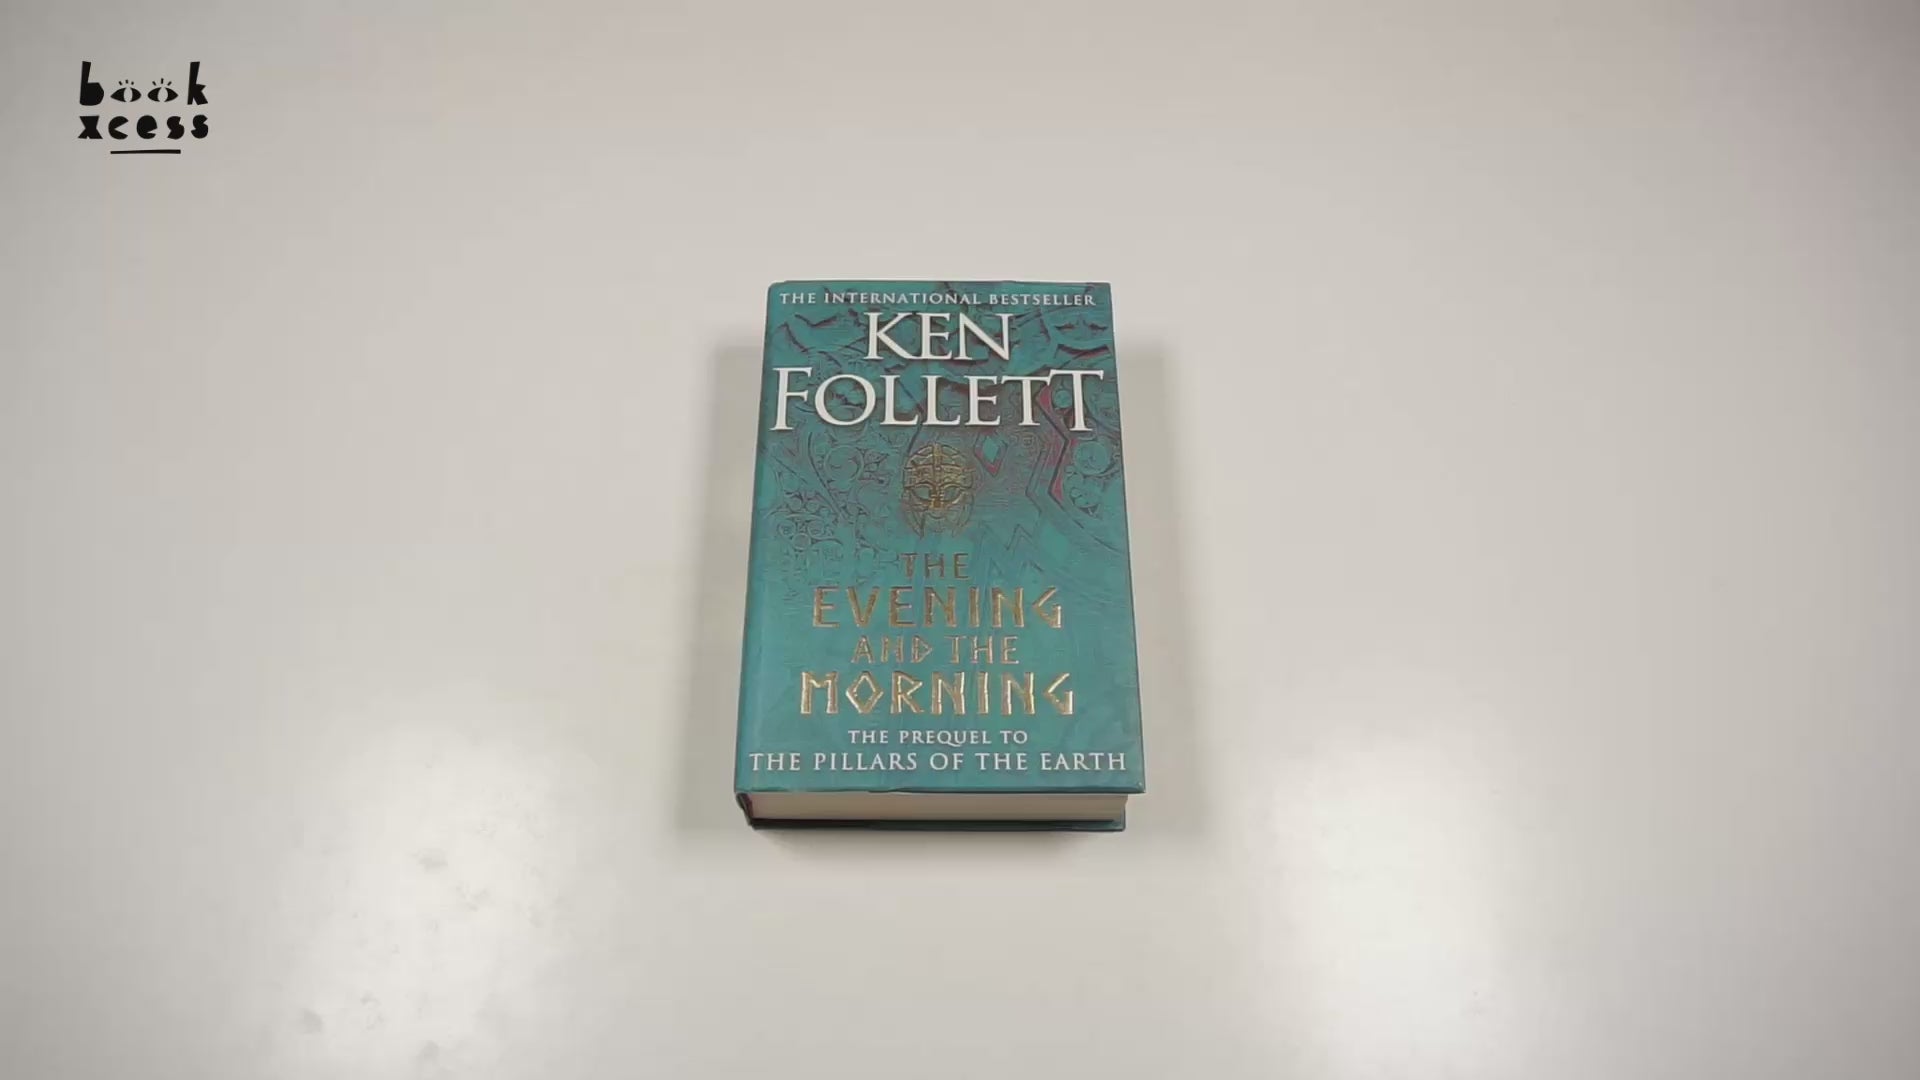 book
xcess
THE INTERNATIONAL BESTSELLER
KEN
FOLLETT
THE
EVENING
AND THE
MORNING
THE PREQUEL TO
THE PILLARS OF THE EARTH